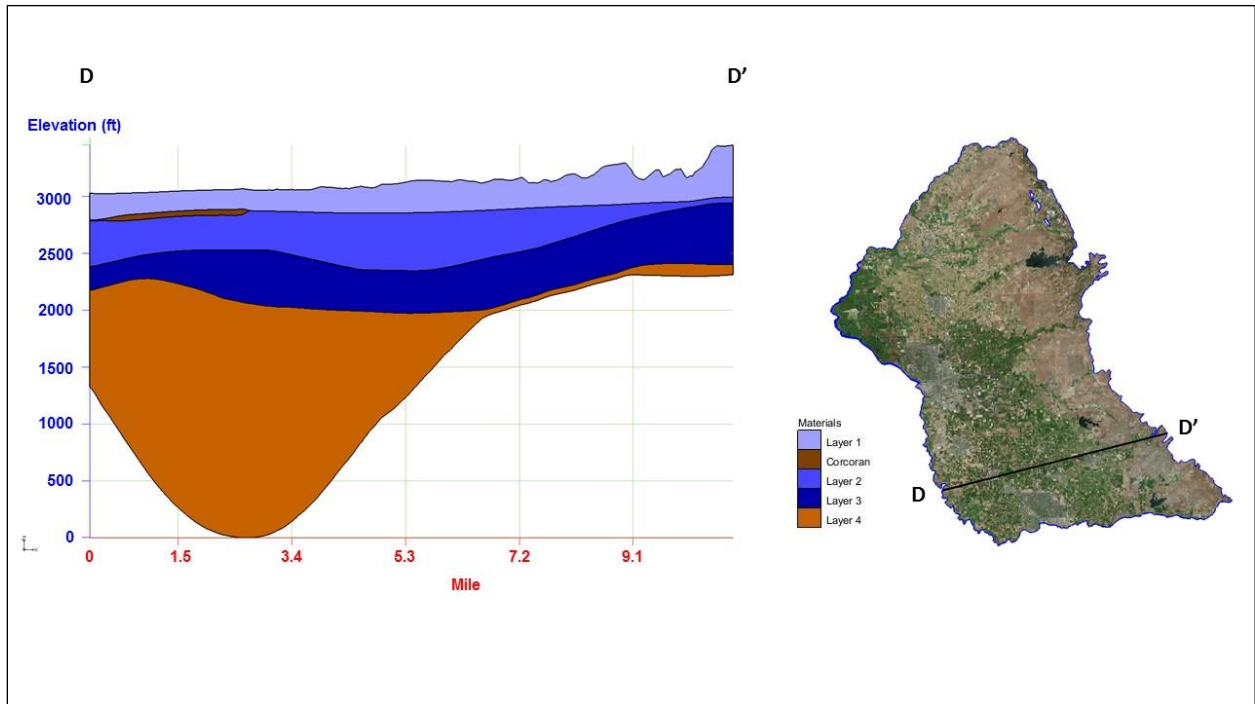 D
D’
Elevation (ft)
3000
2500
2000
1500
1000
500
0
0
1.5
3.4
5.3
7.2
9.1
Mile
Materials
Layer 1
Corcoran
Layer 2
Layer 3
Layer 4
D
D’